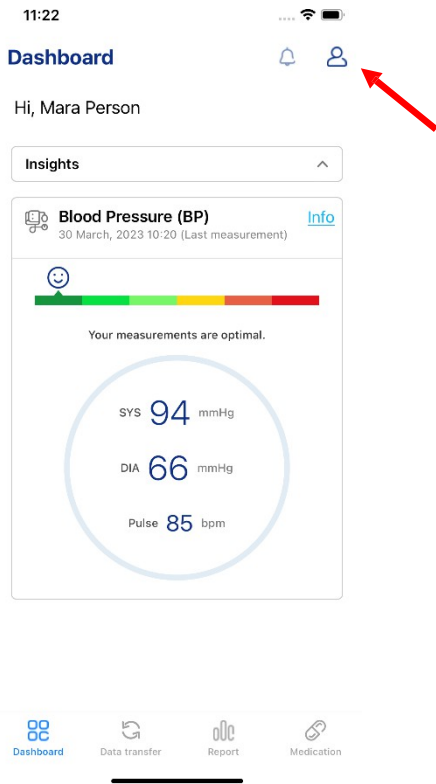 11:22
Dashboard
Hi, Mara Person
Insights
Blood Pressure (BP)
Info
30 March, 2023 10:20 (Last measurement)
Your measurements are optimal.
SYS 94 mmHg
DIA 66 mmHg
Pulse 85 bpm
Dashboard Data transfer Report Medication